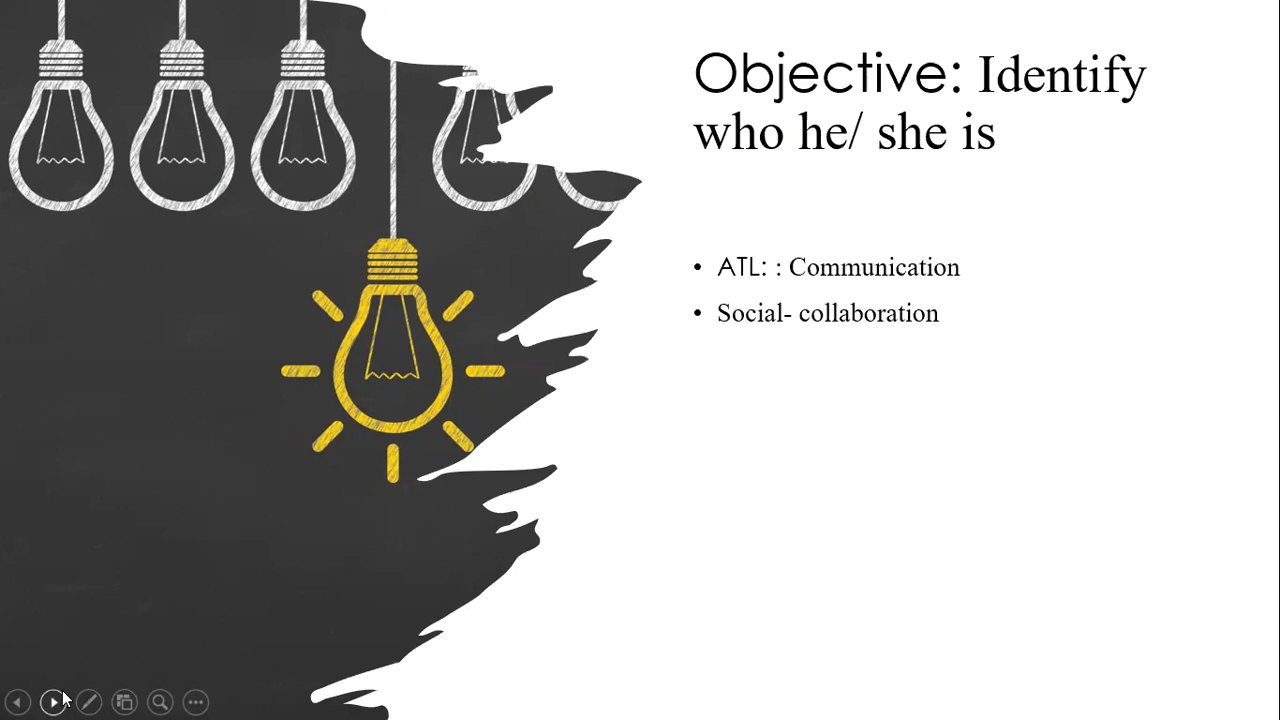 Objective: Identify
who he/ she is
• ATL: : Communication
• Social- collaboration